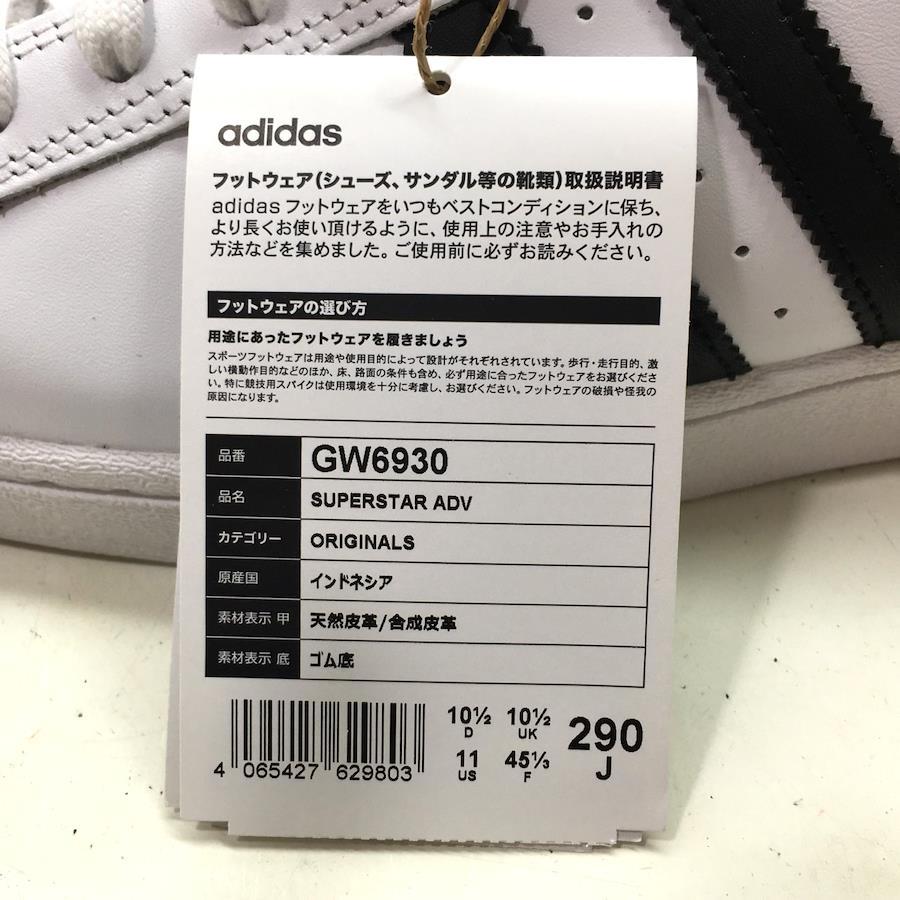 adidas
フットウェア(シューズ、サンダル等の靴類)取扱説明書
adidas フットウェアをいつもベストコンディションに保ち、
より長くお使い頂けるように、使用上の注意やお手入れの
方法などを集めました。ご使用前に必ずお読みください。
フットウェアの選び方
用途にあったフットウェアを履きましょう
スポーツフットウェアは用途や使用目的によって設計がそれぞれされています。歩行・走行目的、激
しい横動作目的などのほか、床、路面の条件も含め、必ず用途に合ったフットウェアをお選びくださ
い。特に競技用スパイクは使用環境を十分に考慮し、お選びください。フットウェアの破損や怪我の
原因になります。
品番 GW6930
品名 SUPERSTAR ADV
カテゴリー ORIGINALS
原産国 インドネシア
素材表示 甲 天然皮革/合成皮革
素材表示 底 ゴム底
10½ 10½ 290
D UK J
11 45⅓
US F
4 065427 629803